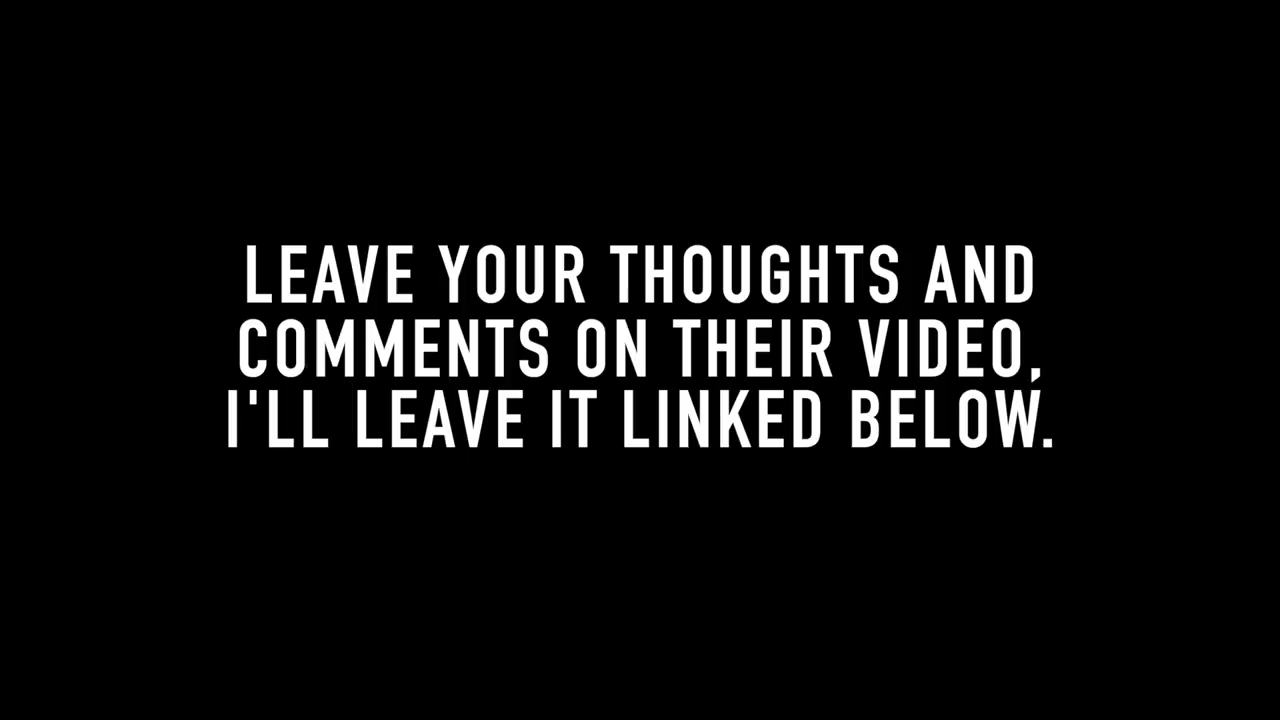 LEAVE YOUR THOUGHTS AND
COMMENTS ON THEIR VIDEO,
I'LL LEAVE IT LINKED BELOW.